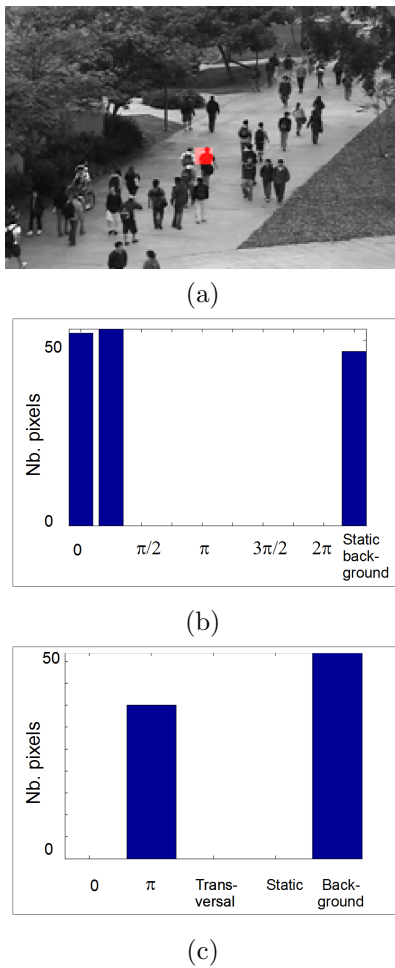 (a)
50
Nb. pixels
0
0 π/2 π 3π/2 2π Static
back-
ground
(b)
50
Nb. pixels
0
0 π Trans- Static Back-
versal ground
(c)